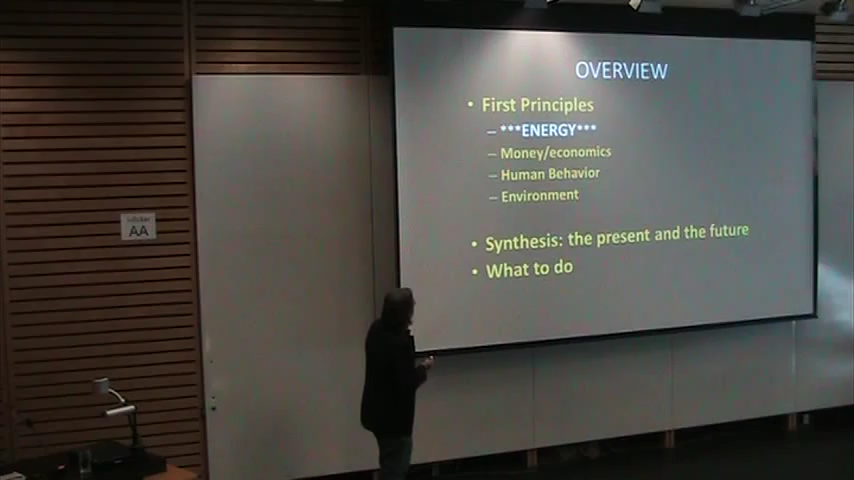 OVERVIEW
• First Principles
– ***ENERGY***
– Money/economics
– Human Behavior
– Environment
• Synthesis: the present and the future
• What to do
AA